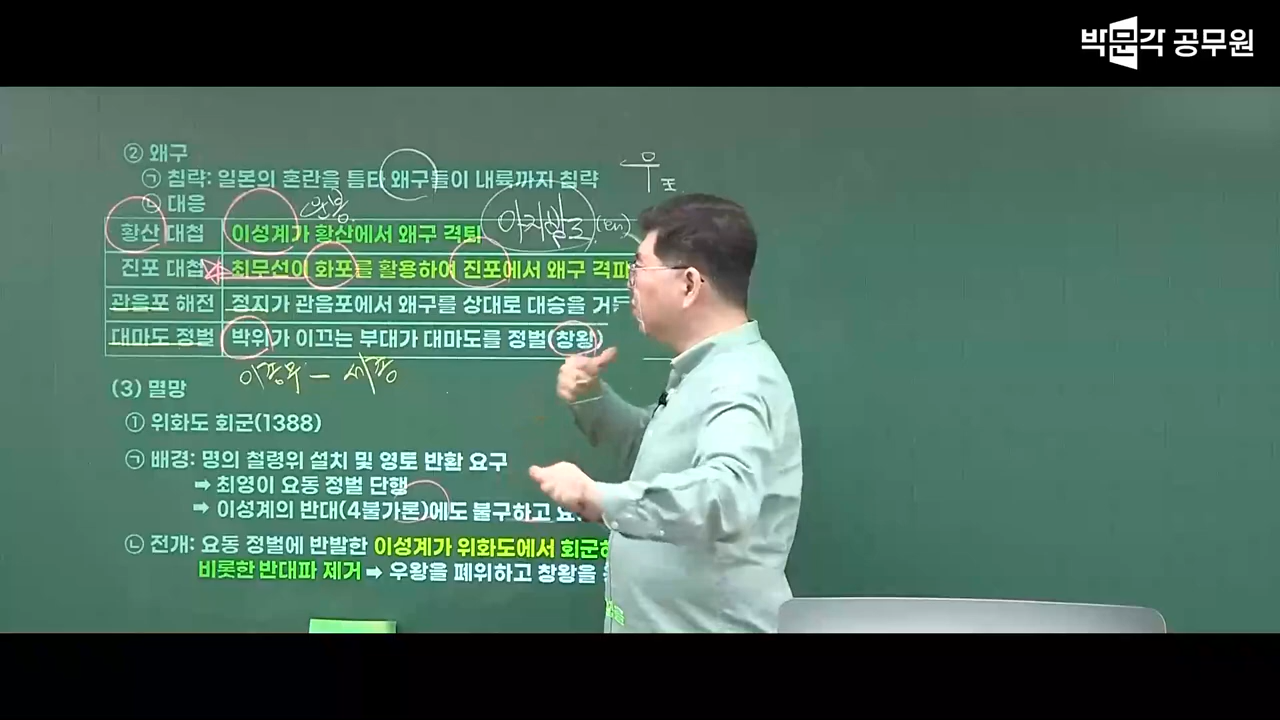 박문각 공무원
② 왜구
㉠ 침략: 일본의 혼란을 틈타 왜구들이 내륙까지 침략
㉡ 대응
우
포
운봉
황산 대첩 이성계가 황산에서 왜구 격퇴
아지발도
진포 대첩 최무선이 화포를 활용하여 진포에서 왜구 격파
관음포 해전 정지가 관음포에서 왜구를 상대로 대승을 거둠
대마도 정벌 박위가 이끄는 부대가 대마도를 정벌(창왕)
이종무 - 세종
(3) 멸망
① 위화도 회군(1388)
㉠ 배경: 명의 철령위 설치 및 영토 반환 요구
➡ 최영이 요동 정벌 단행
➡ 이성계의 반대(4불가론)에도 불구하고
㉡ 전개: 요동 정벌에 반발한 이성계가 위화도에서 회군
비롯한 반대파 제거 ➡ 우왕을 폐위하고 창왕을